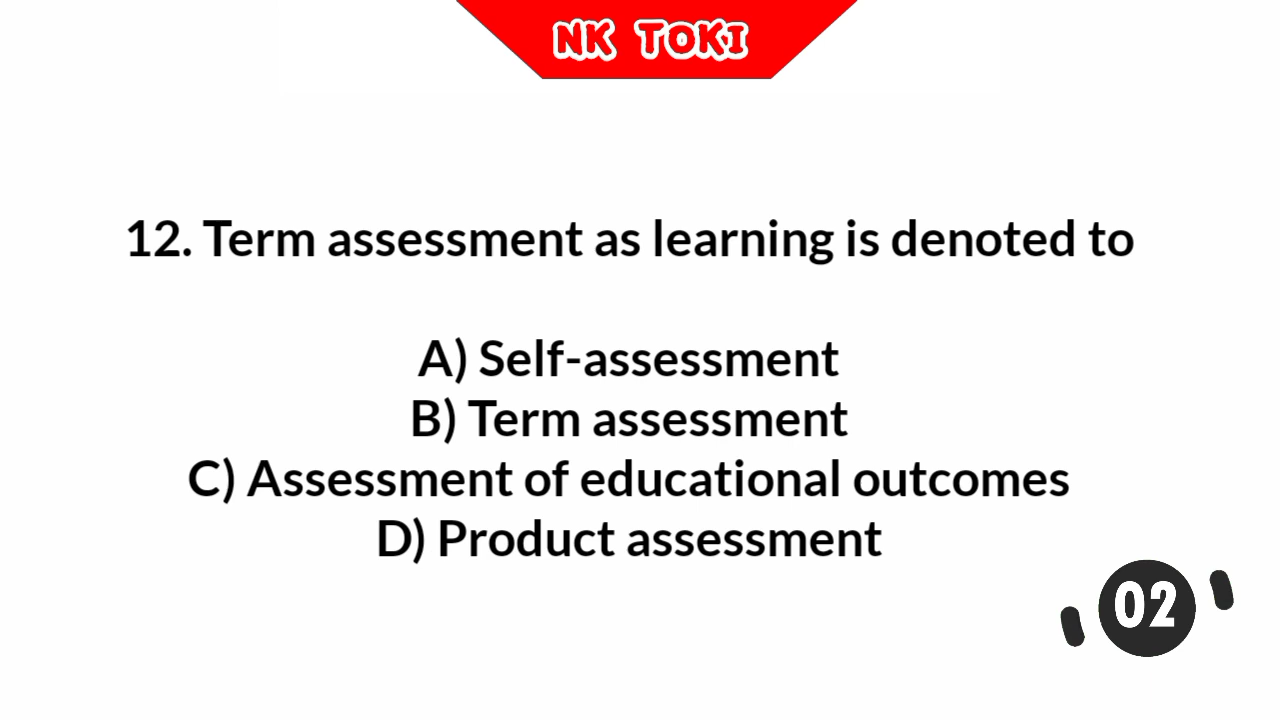 NK TOKI
12. Term assessment as learning is denoted to
A) Self-assessment
B) Term assessment
C) Assessment of educational outcomes
D) Product assessment
02